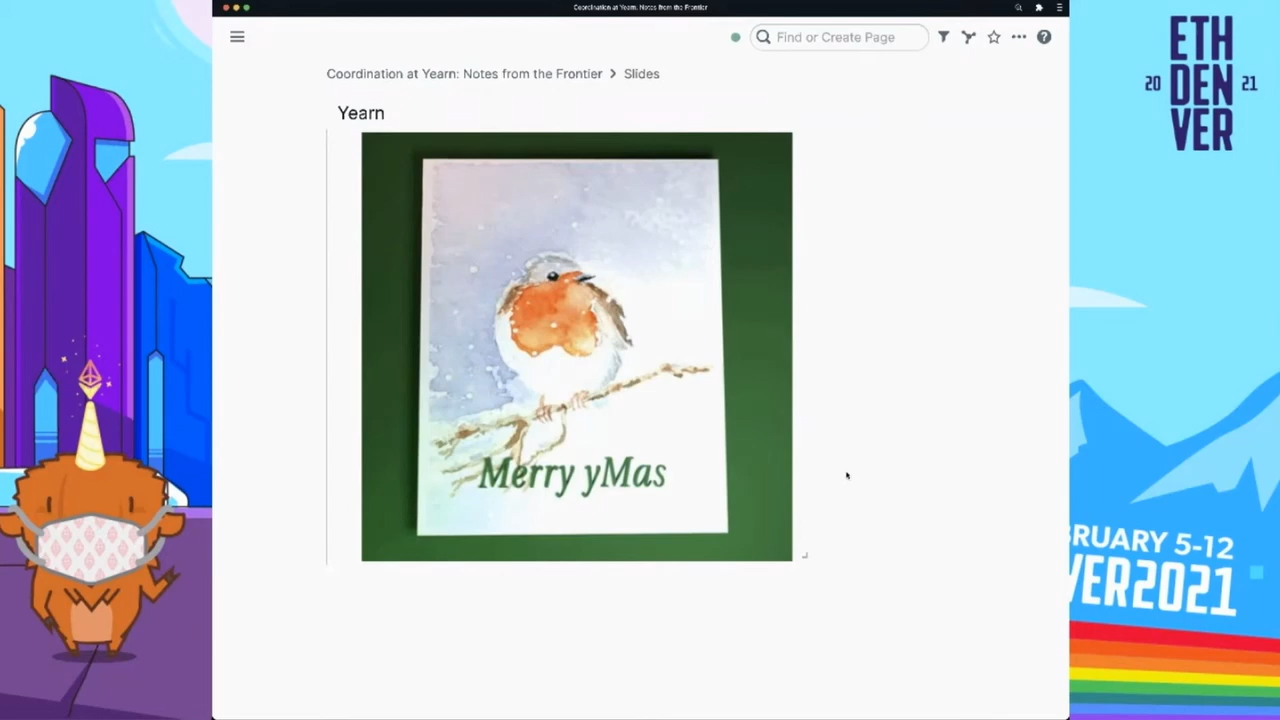 Coordination at Yearn: Notes from the Frontier
Find or Create Page
Coordination at Yearn: Notes from the Frontier > Slides
Yearn
Merry yMas
ETH
20 DEN 21
VER
BRUARY 5-12
VER2021